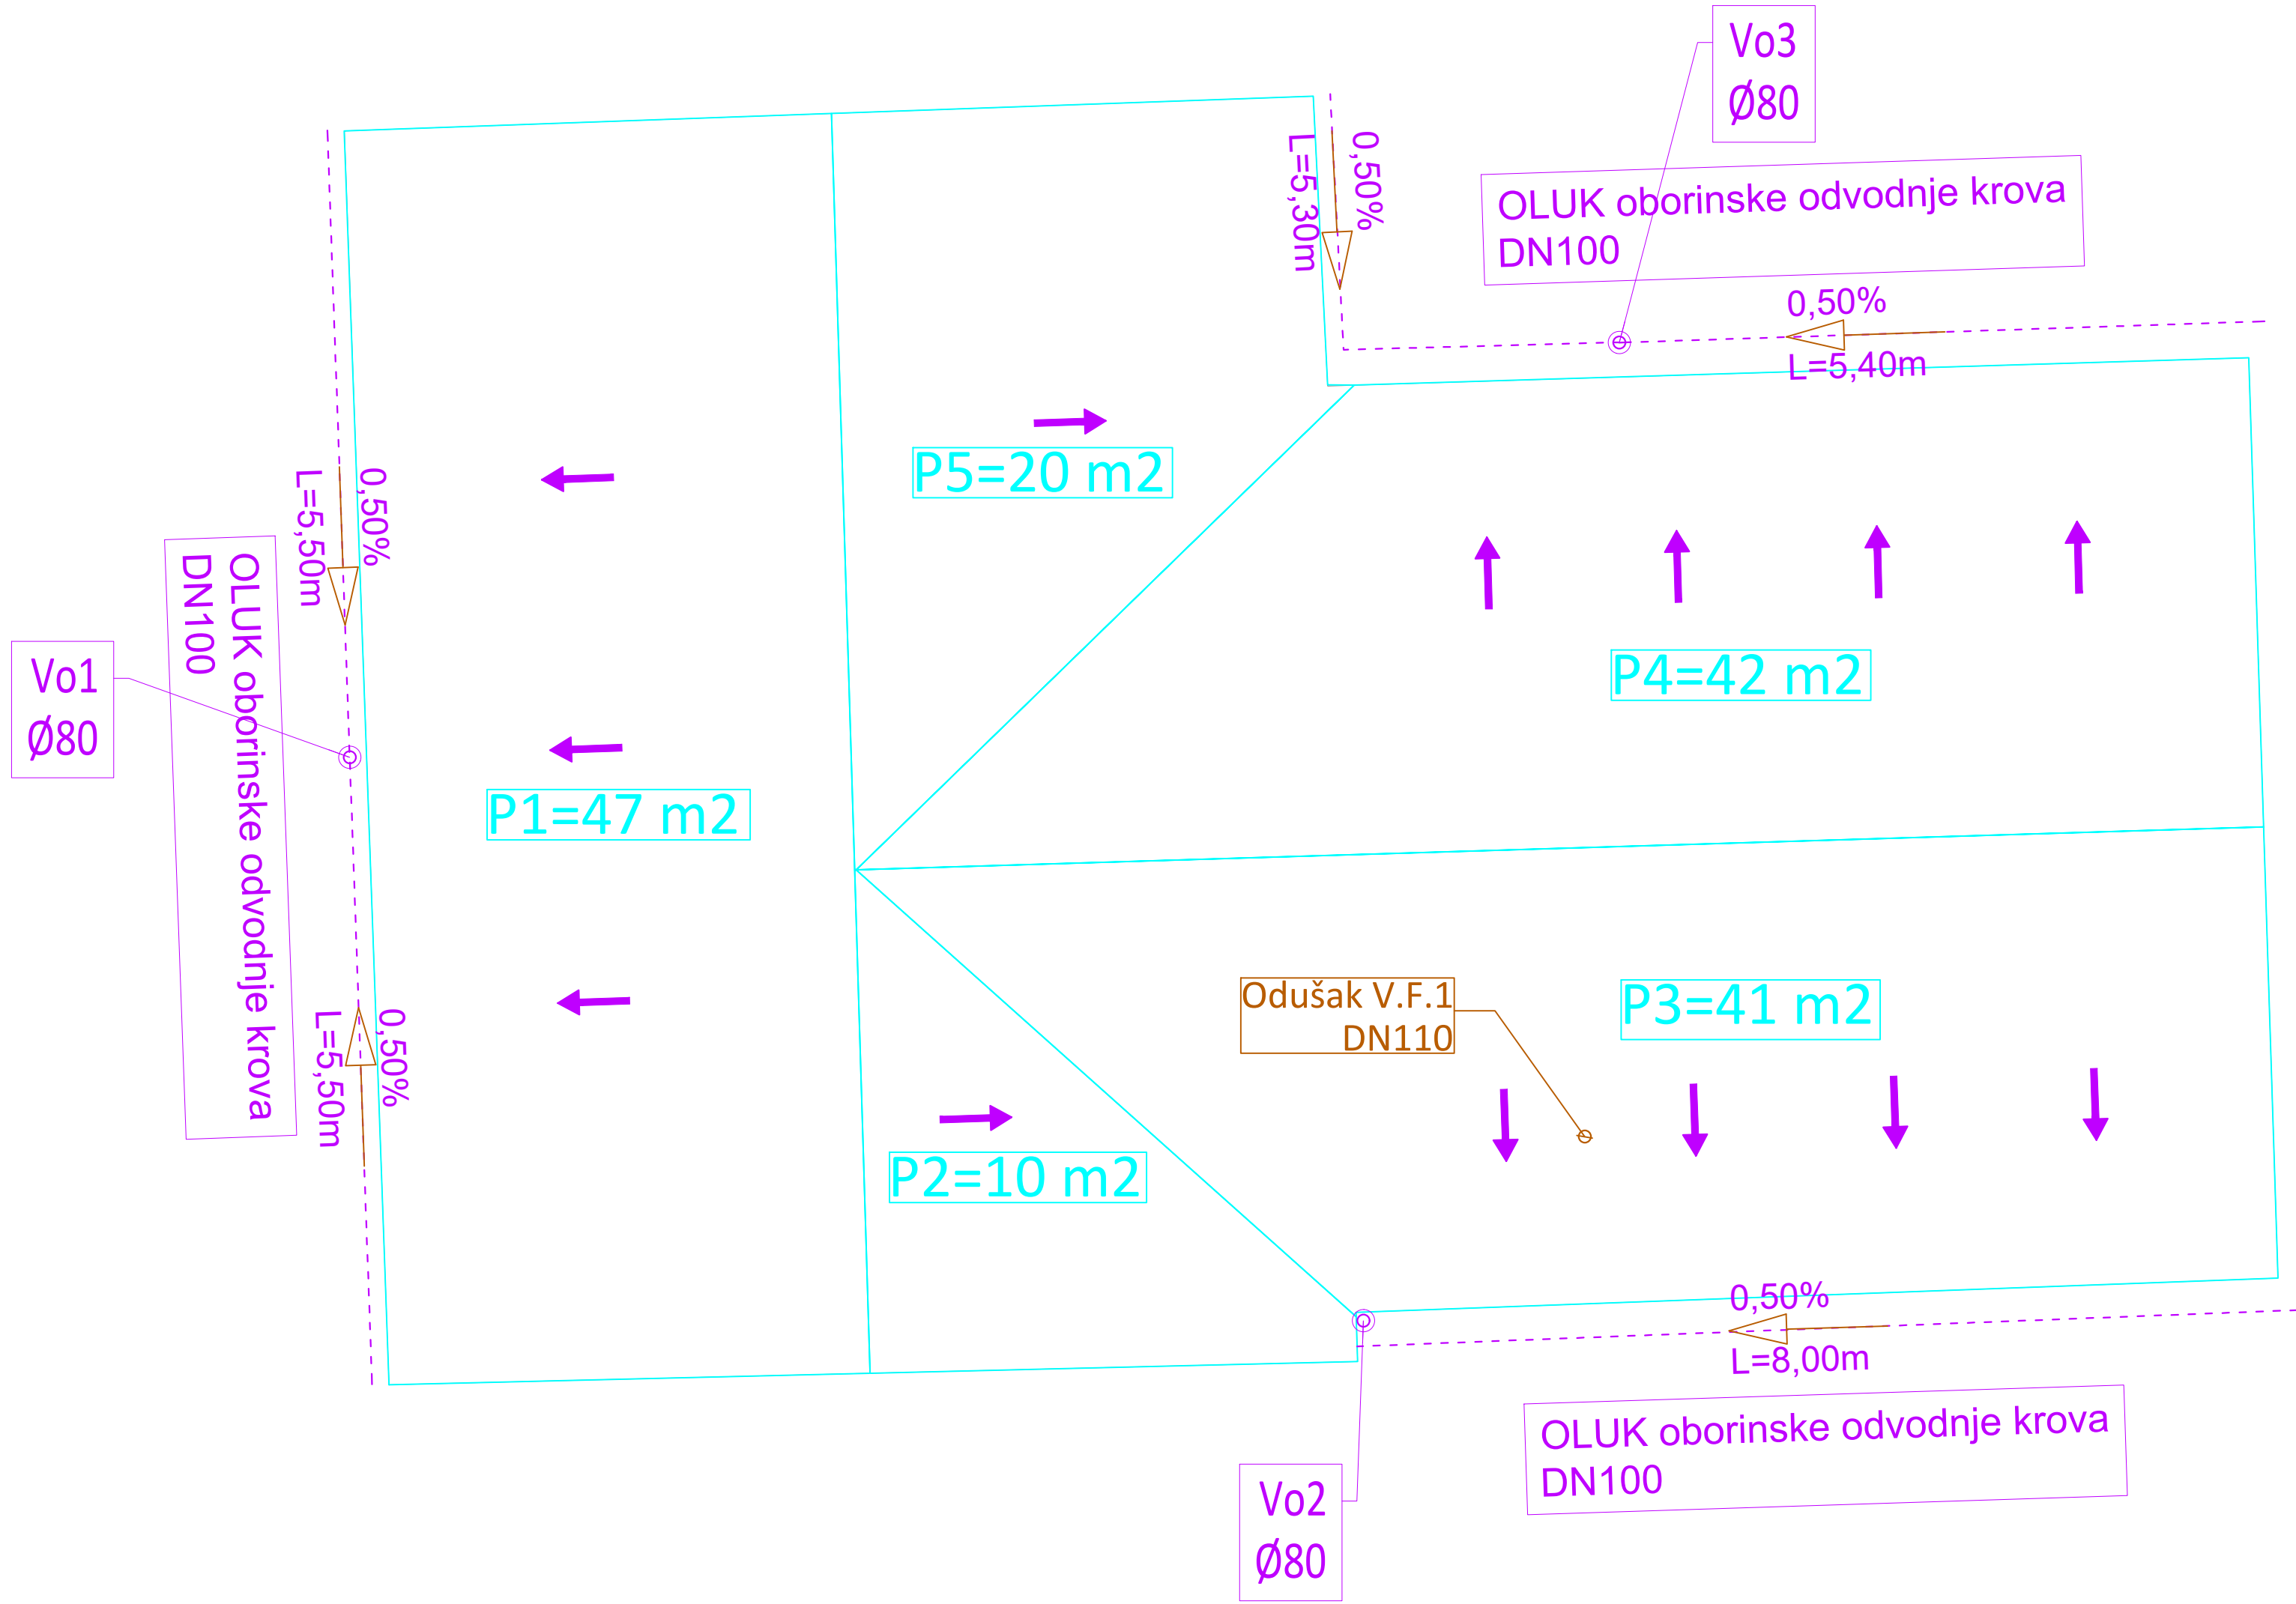 Vo3
Ø80
0,50%
L=5,30m
OLUK oborinske odvodnje krova
DN100
0,50%
L=5,40m
P5=20 m2
0,50%
L=5,50m
OLUK oborinske odvodnje krova
DN100
Vo1
Ø80
P4=42 m2
P1=47 m2
Odušak V.F.1
DN110
P3=41 m2
0,50%
L=5,50m
P2=10 m2
0,50%
L=8,00m
OLUK oborinske odvodnje krova
DN100
Vo2
Ø80